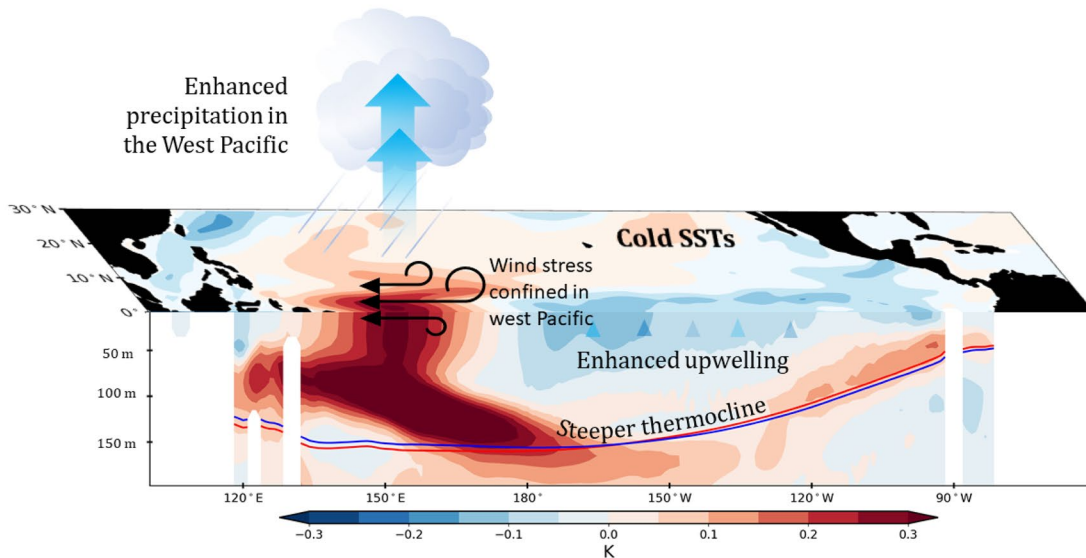 Enhanced
precipitation in
the West Pacific
30°N
20°N
10°N
0°
Cold SSTs
Wind stress
confined in
west Pacific
50 m
100 m
150 m
Enhanced upwelling
Steeper thermocline
120°E
150°E
180°
150°W
120°W
90°W
−0.3
−0.2
−0.1
0.0
0.1
0.2
0.3
K